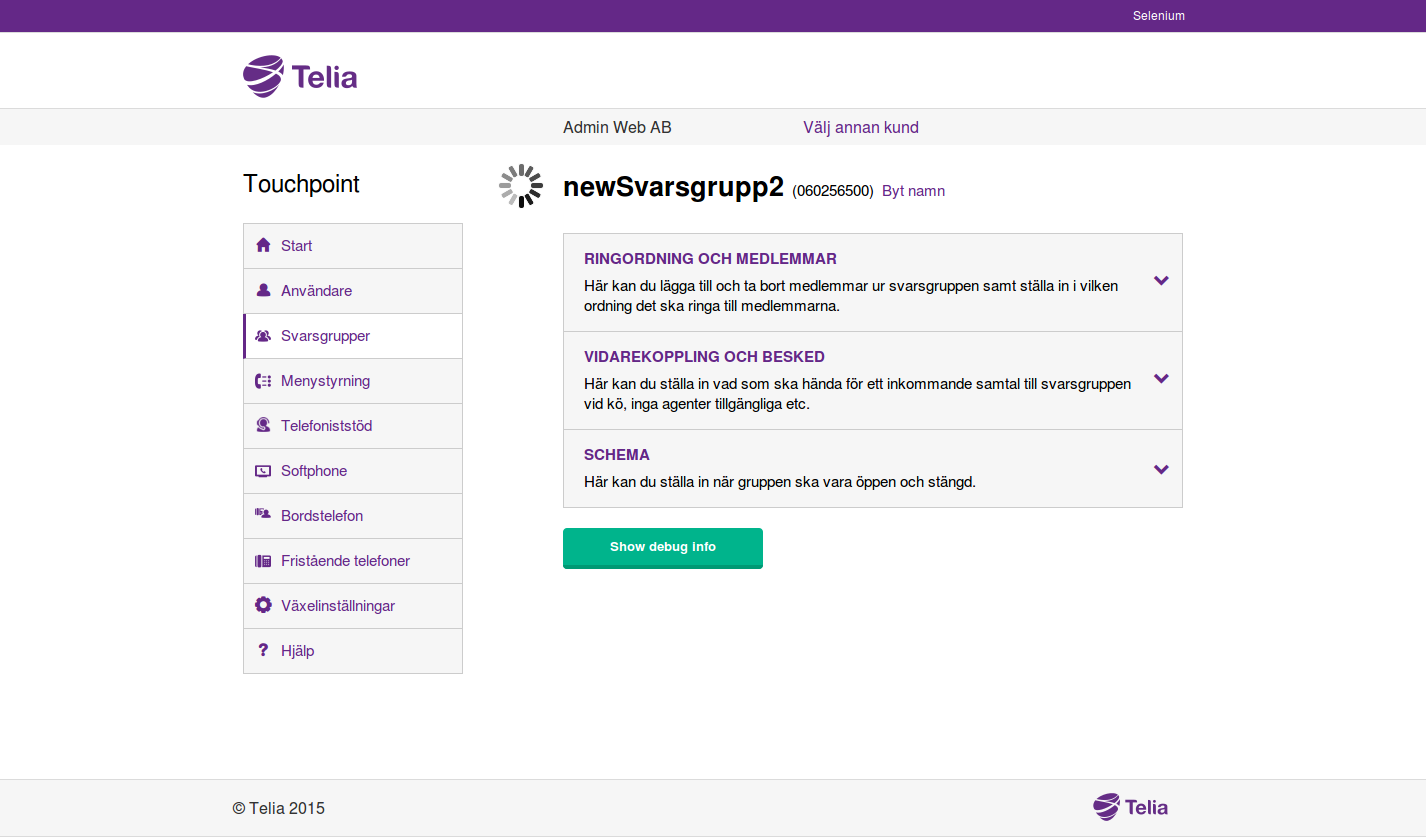 Selenium
Telia
Admin Web AB
Välj annan kund
Touchpoint
newSvarsgrupp2 (060256500) Byt namn
Start
Användare
Svarsgrupper
Menystyrning
Telefoniststöd
Softphone
Bordstelefon
Fristående telefoner
Växelinställningar
Hjälp
RINGORDNING OCH MEDLEMMAR
Här kan du lägga till och ta bort medlemmar ur svarsgruppen samt ställa in i vilken
ordning det ska ringa till medlemmarna.
VIDAREKOPPLING OCH BESKED
Här kan du ställa in vad som ska hända för ett inkommande samtal till svarsgruppen
vid kö, inga agenter tillgängliga etc.
SCHEMA
Här kan du ställa in när gruppen ska vara öppen och stängd.
Show debug info
© Telia 2015
Telia